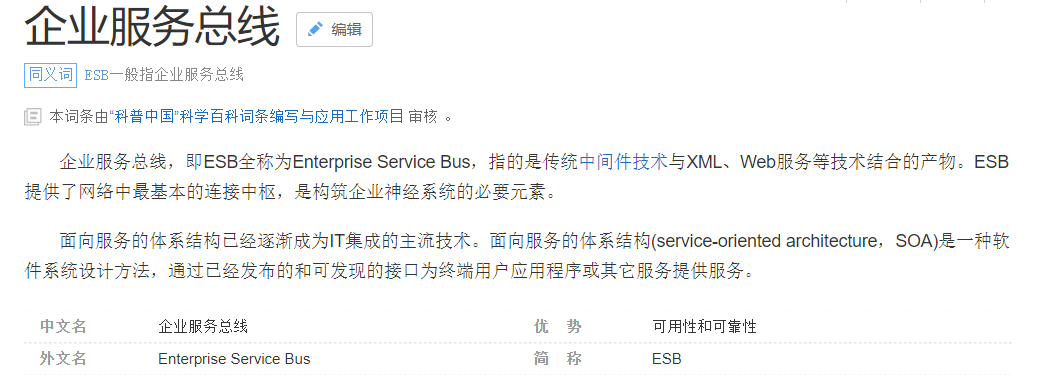 企业服务总线 编辑
同义词 ESB一般指企业服务总线
本词条由“科普中国”科学百科词条编写与应用工作项目 审核 。
企业服务总线，即ESB全称为Enterprise Service Bus，指的是传统中间件技术与XML、Web服务等技术结合的产物。ESB
提供了网络中最基本的连接中枢，是构筑企业神经系统的必要元素。
面向服务的体系结构已经逐渐成为IT集成的主流技术。面向服务的体系结构(service-oriented architecture，SOA)是一种软
件系统设计方法，通过已经发布的和可发现的接口为终端用户应用程序或其它服务提供服务。
中文名 企业服务总线 优 势 可用性和可靠性
外文名 Enterprise Service Bus 简 称 ESB